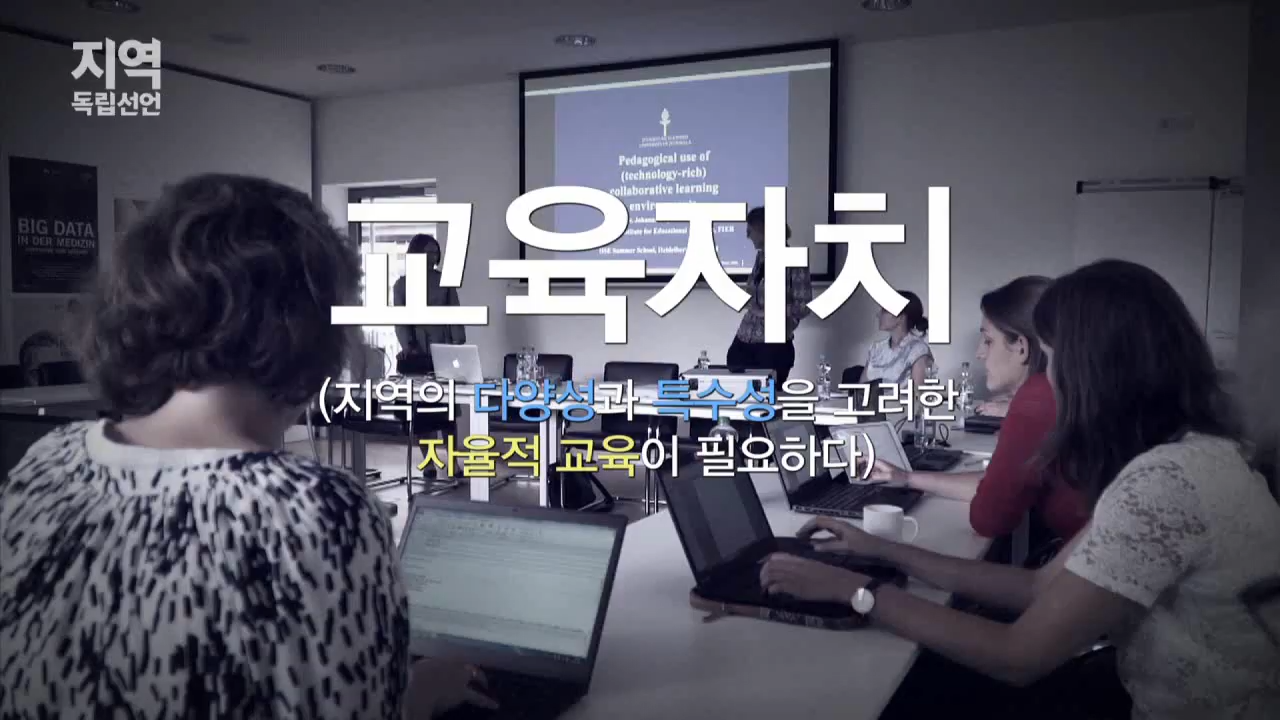 지역
독립선언
BIG DATA
IN DER MEDIZIN
Pedagogical use of
(technology-rich)
collaborative learning
교육자치
(지역의 다양성과 특수성을 고려한
자율적 교육이 필요하다)